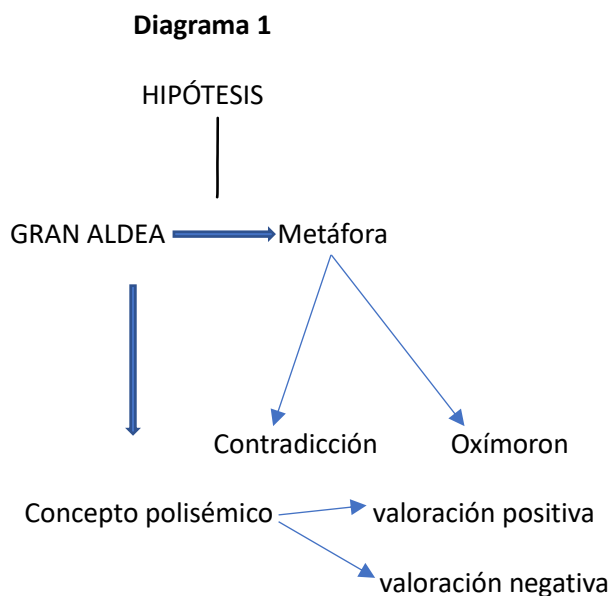 Diagrama 1
HIPÓTESIS
GRAN ALDEA Metáfora
Contradicción Oxímoron
Concepto polisémico valoración positiva
valoración negativa